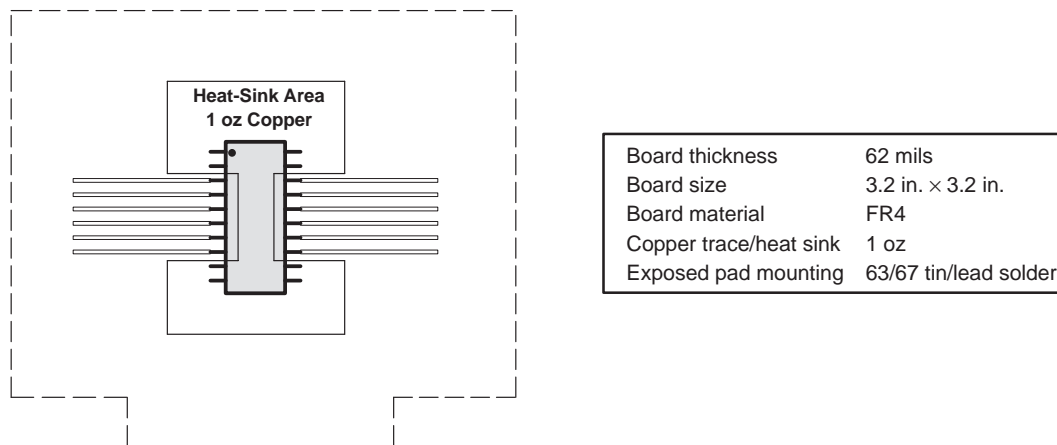 Heat-Sink Area
1 oz Copper
Board thickness 62 mils
Board size 3.2 in. × 3.2 in.
Board material FR4
Copper trace/heat sink 1 oz
Exposed pad mounting 63/67 tin/lead solder